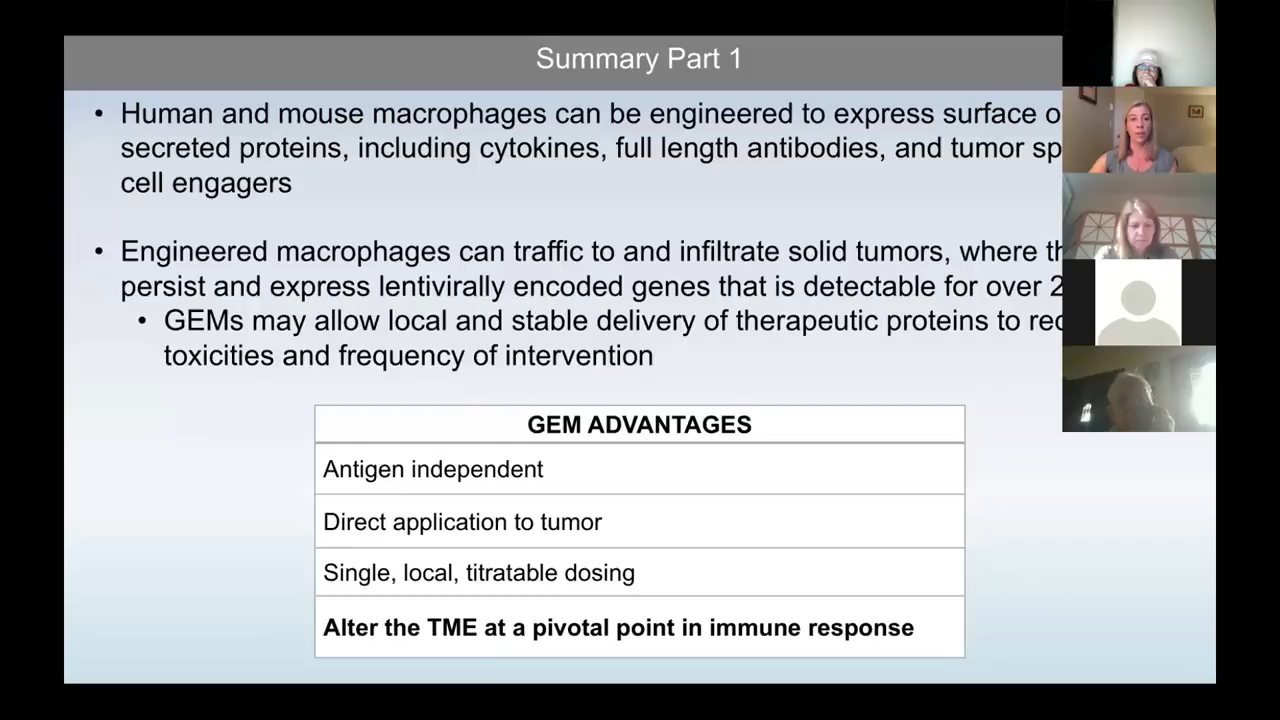 Summary Part 1
• Human and mouse macrophages can be engineered to express surface o
secreted proteins, including cytokines, full length antibodies, and tumor sp
cell engagers
• Engineered macrophages can traffic to and infiltrate solid tumors, where th
persist and express lentivirally encoded genes that is detectable for over 2
• GEMs may allow local and stable delivery of therapeutic proteins to red
toxicities and frequency of intervention
GEM ADVANTAGES
Antigen independent
Direct application to tumor
Single, local, titratable dosing
Alter the TME at a pivotal point in immune response